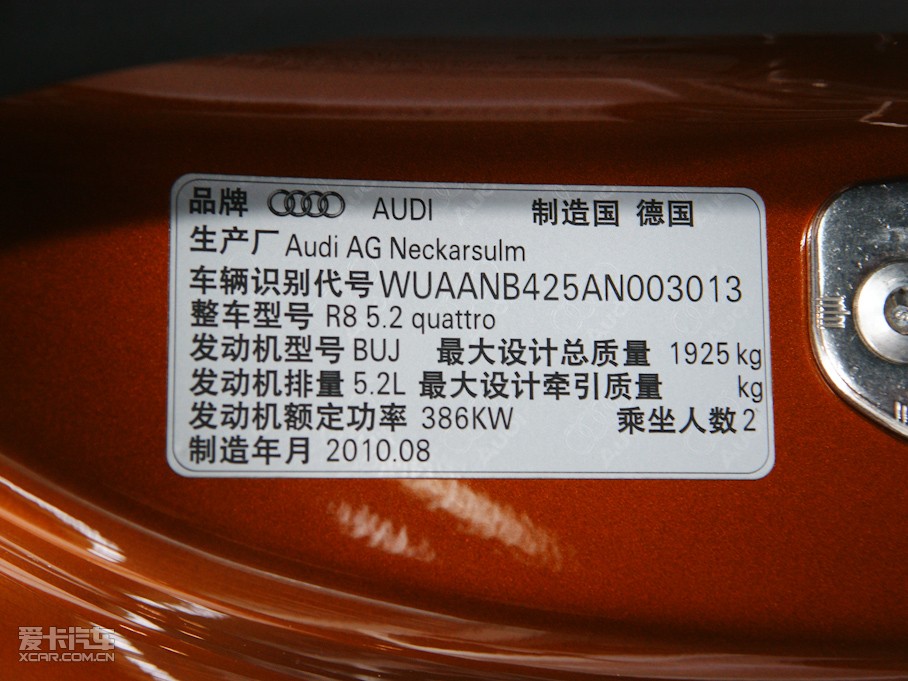 品牌 AUDI 制造国 德国
生产厂 Audi AG Neckarsulm
车辆识别代号 WUAANB425AN003013
整车型号 R8 5.2 quattro
发动机型号 BUJ 最大设计总质量 1925 kg
发动机排量 5.2L 最大设计牵引质量 kg
发动机额定功率 386KW 乘坐人数 2
制造年月 2010.08
爱卡汽车
XCAR.COM.CN